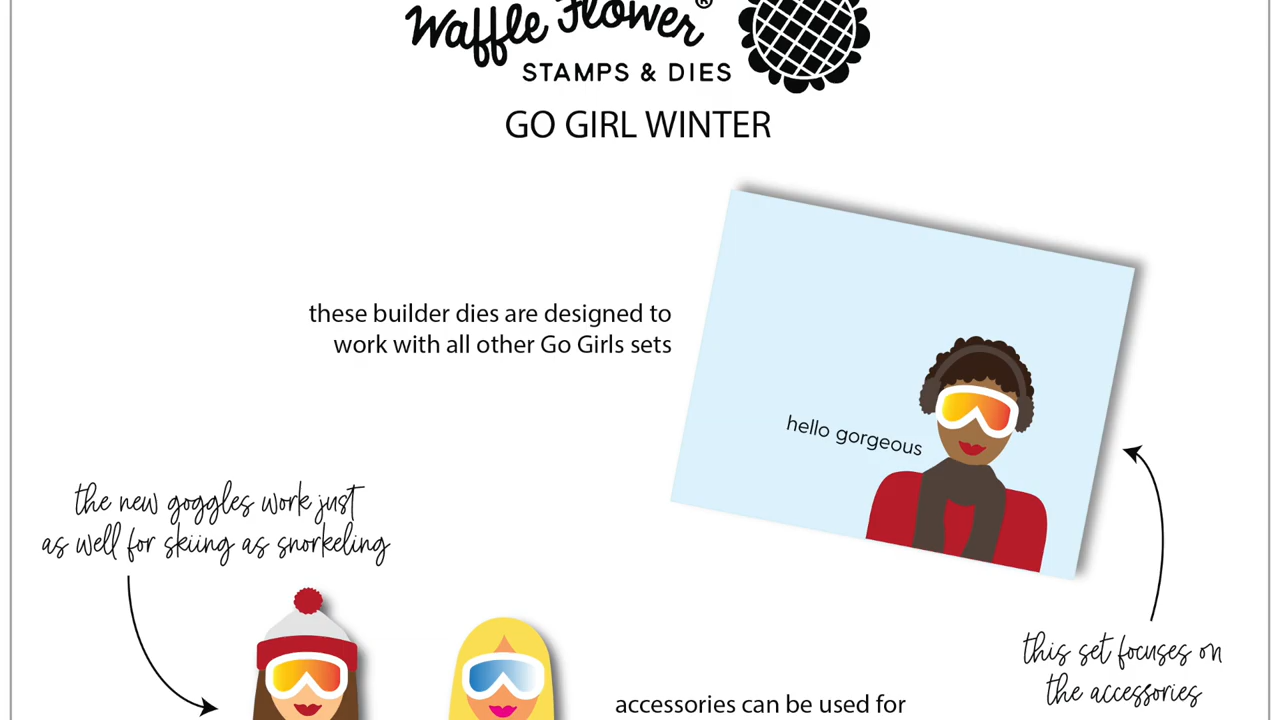 Waffle Flower®
STAMPS & DIES
GO GIRL WINTER
these builder dies are designed to
work with all other Go Girls sets
hello gorgeous
the new goggles work just
as well for skiing as snorkeling
this set focuses on
the accessories
accessories can be used for